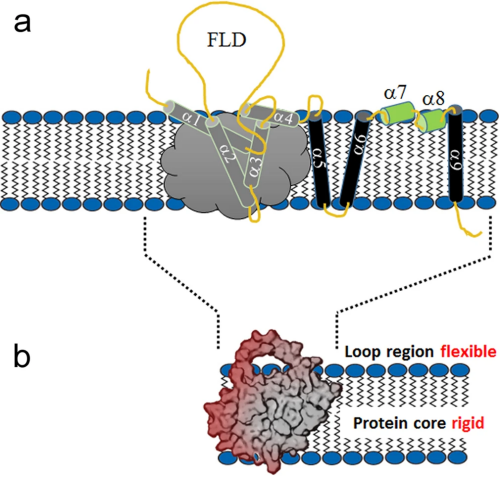 a
FLD
α7
α8
α1
α2
α3
α4
α5
α6
α9
b
Loop region flexible
Protein core rigid